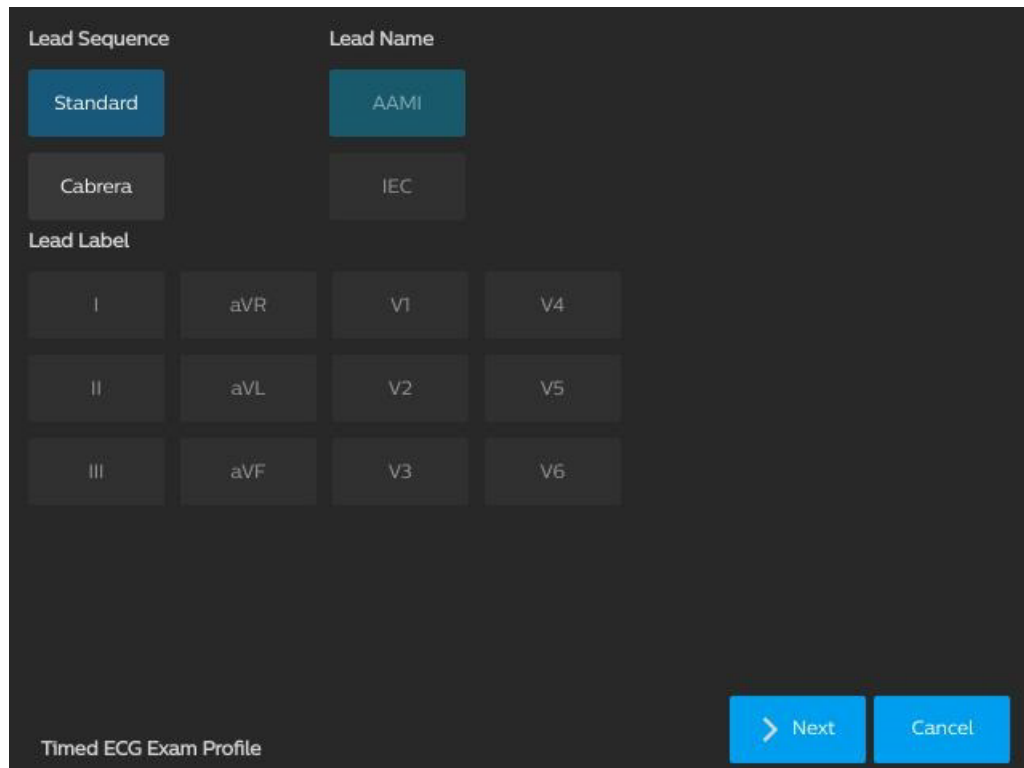 Lead Sequence Lead Name
Standard AAMI
Cabrera IEC
Lead Label
I aVR V1 V4
II aVL V2 V5
III aVF V3 V6
Next Cancel
Timed ECG Exam Profile